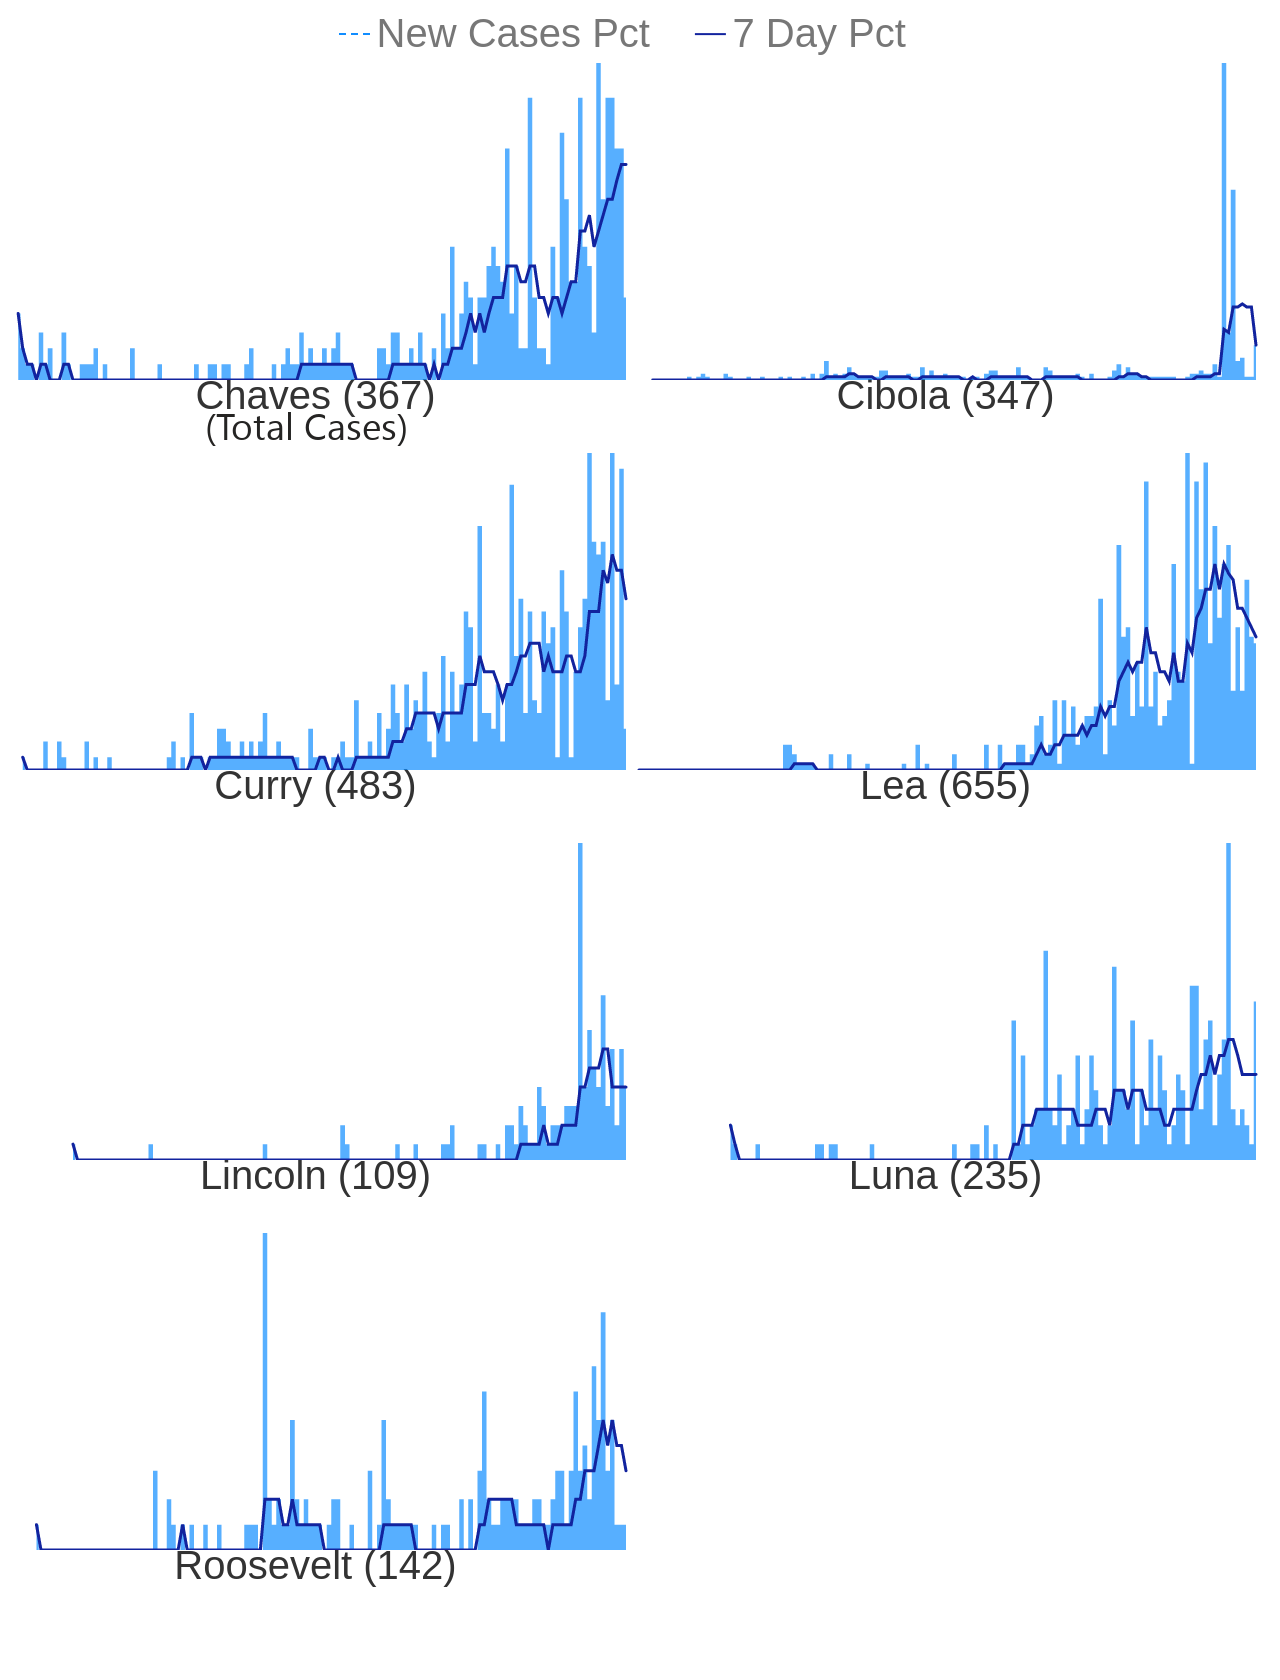 New Cases Pct 7 Day Pct
Chaves (367) Cibola (347)
(Total Cases)
Curry (483) Lea (655)
Lincoln (109) Luna (235)
Roosevelt (142)